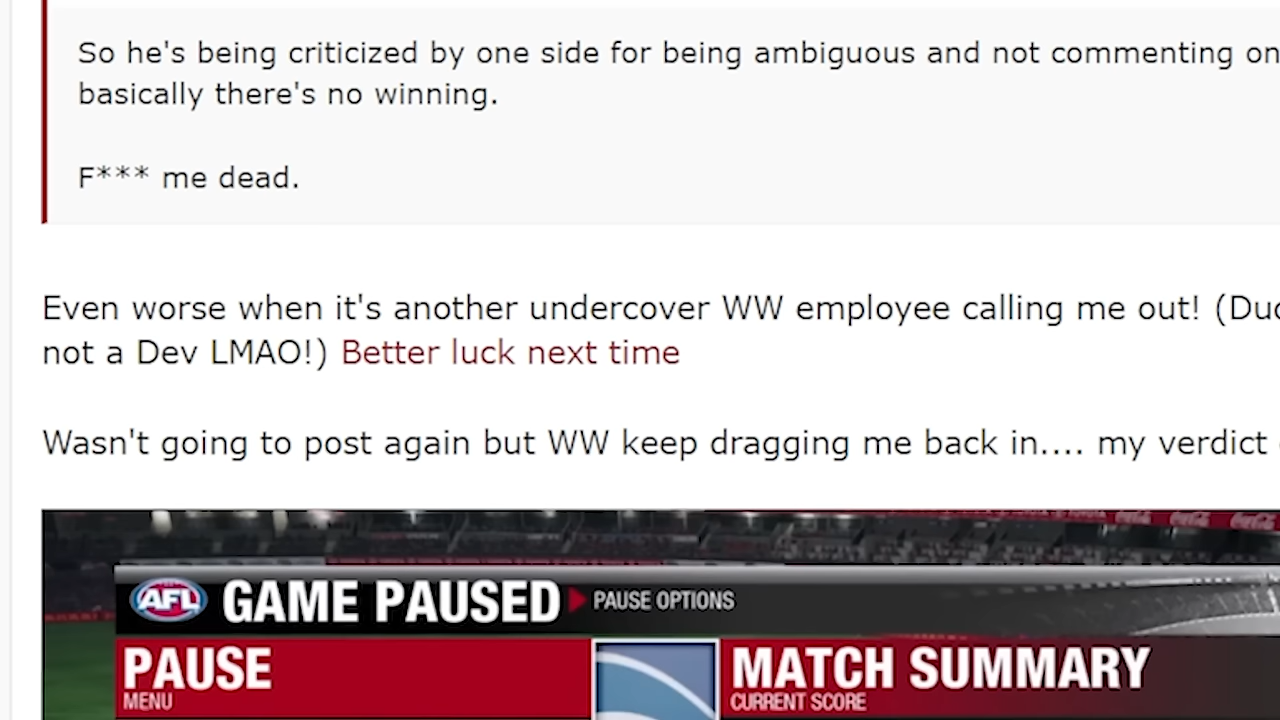 So he's being criticized by one side for being ambiguous and not commenting on
basically there's no winning.
F*** me dead.
Even worse when it's another undercover WW employee calling me out! (Dud
not a Dev LMAO!) Better luck next time
Wasn't going to post again but WW keep dragging me back in.... my verdict
AFL GAME PAUSED PAUSE OPTIONS
PAUSE
MENU
MATCH SUMMARY
CURRENT SCORE